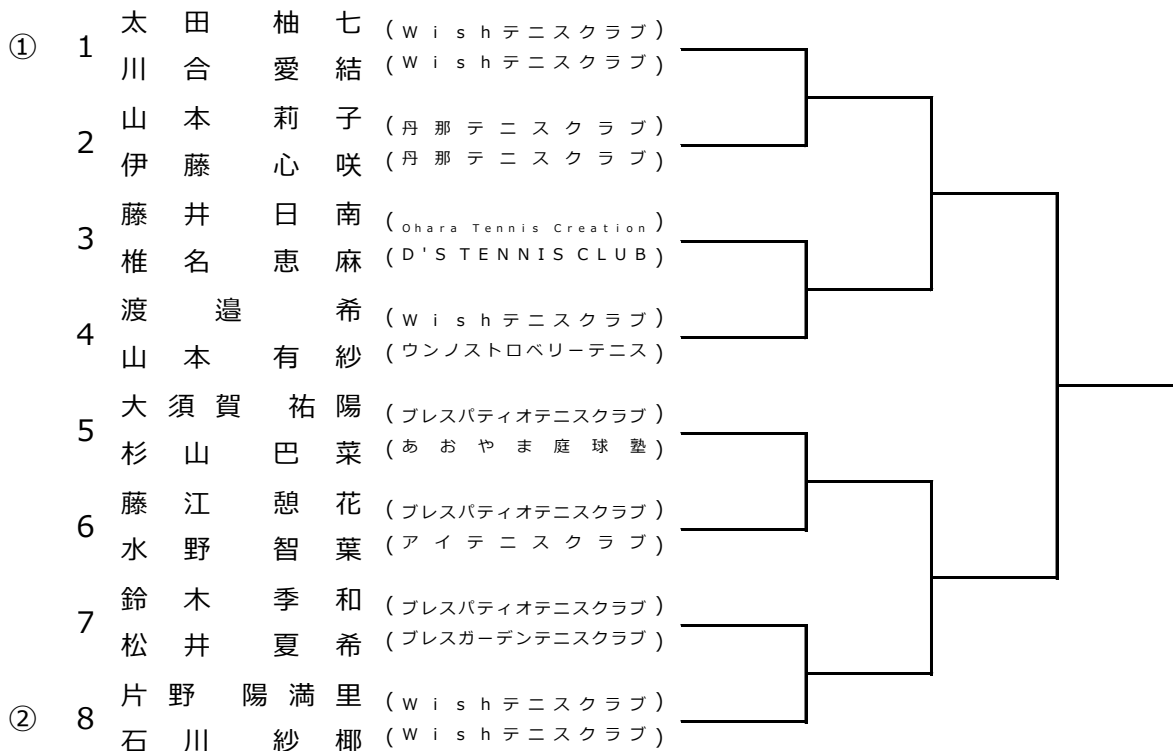 ① 1 太田 柚七 (Wishテニスクラブ)
川合 愛結 (Wishテニスクラブ)
2 山本 莉子 (丹那テニスクラブ)
伊藤 心咲 (丹那テニスクラブ)
3 藤井 日南 (Ohara Tennis Creation)
椎名 恵麻 (D'S TENNIS CLUB)
4 渡邉 希 (Wishテニスクラブ)
山本 有紗 (ウンノストロベリーテニス)
5 大須賀 祐陽 (ブレスパティオテニスクラブ)
杉山 巴菜 (あおやま庭球塾)
6 藤江 憩花 (ブレスパティオテニスクラブ)
水野 智葉 (アイテニスクラブ)
7 鈴木 季和 (ブレスパティオテニスクラブ)
松井 夏希 (ブレスガーデンテニスクラブ)
② 8 片野 陽満里 (Wishテニスクラブ)
石川 紗椰 (Wishテニスクラブ)